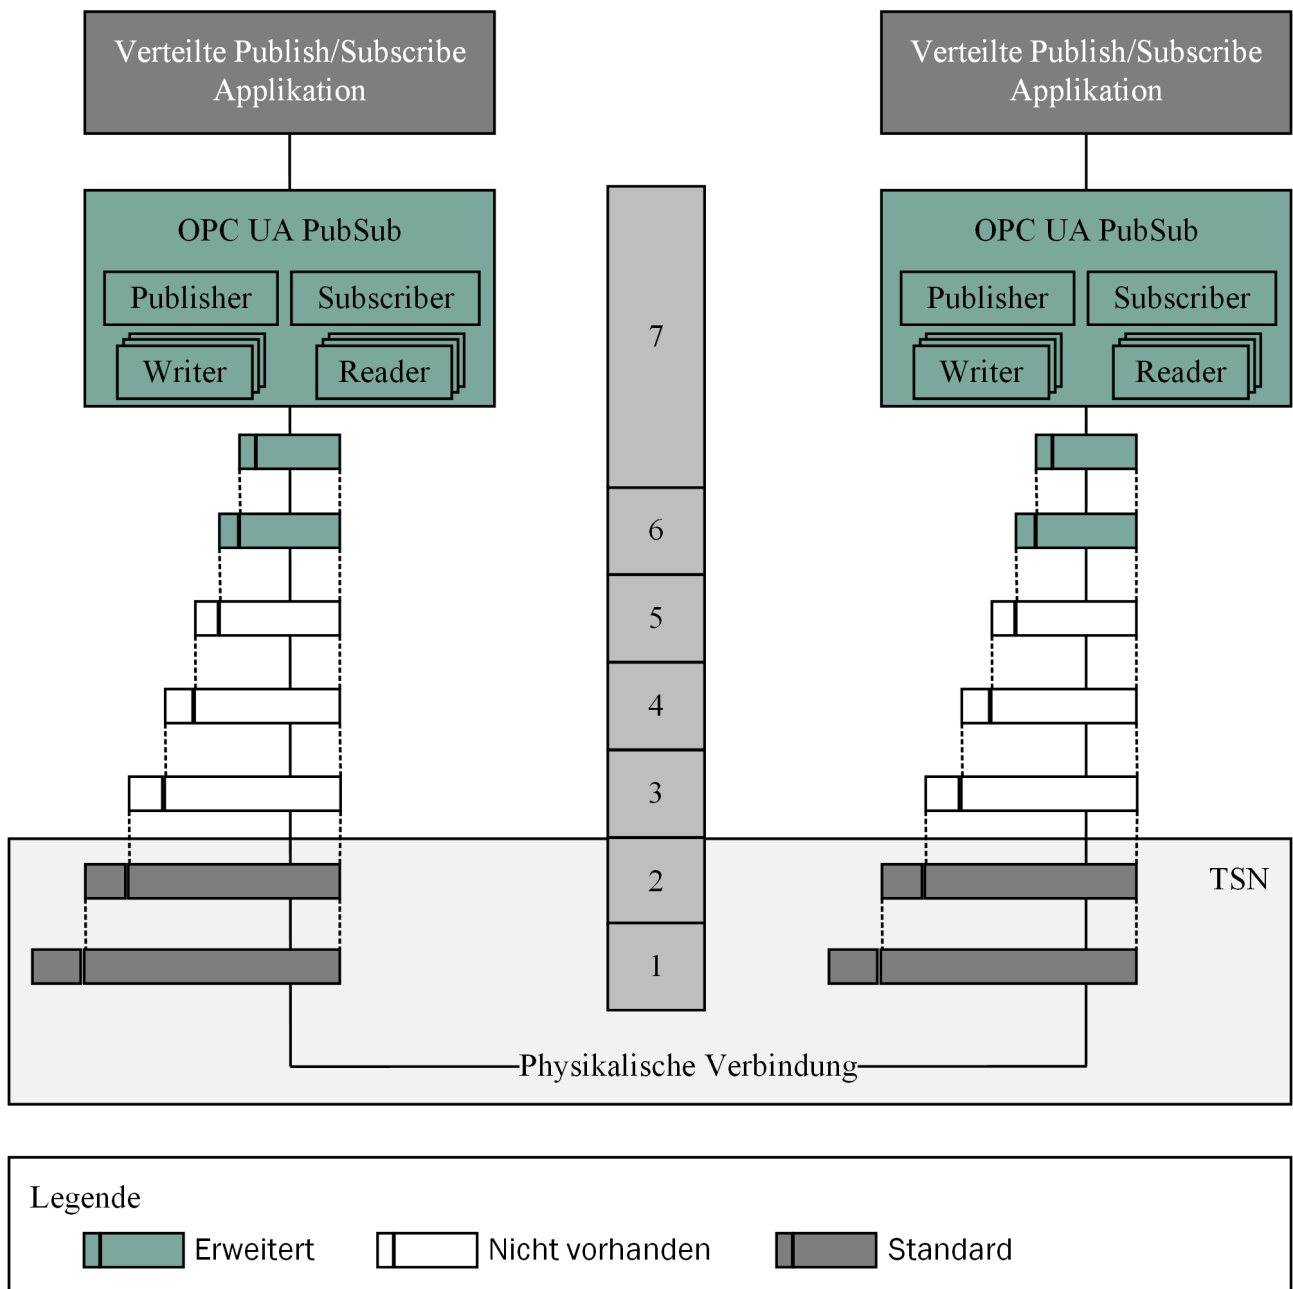 Verteilte Publish/Subscribe
Applikation
Verteilte Publish/Subscribe
Applikation
OPC UA PubSub
Publisher
Subscriber
Writer
Reader
OPC UA PubSub
Publisher
Subscriber
Writer
Reader
7
6
5
4
3
2
1
TSN
Physikalische Verbindung
Legende
Erweitert
Nicht vorhanden
Standard